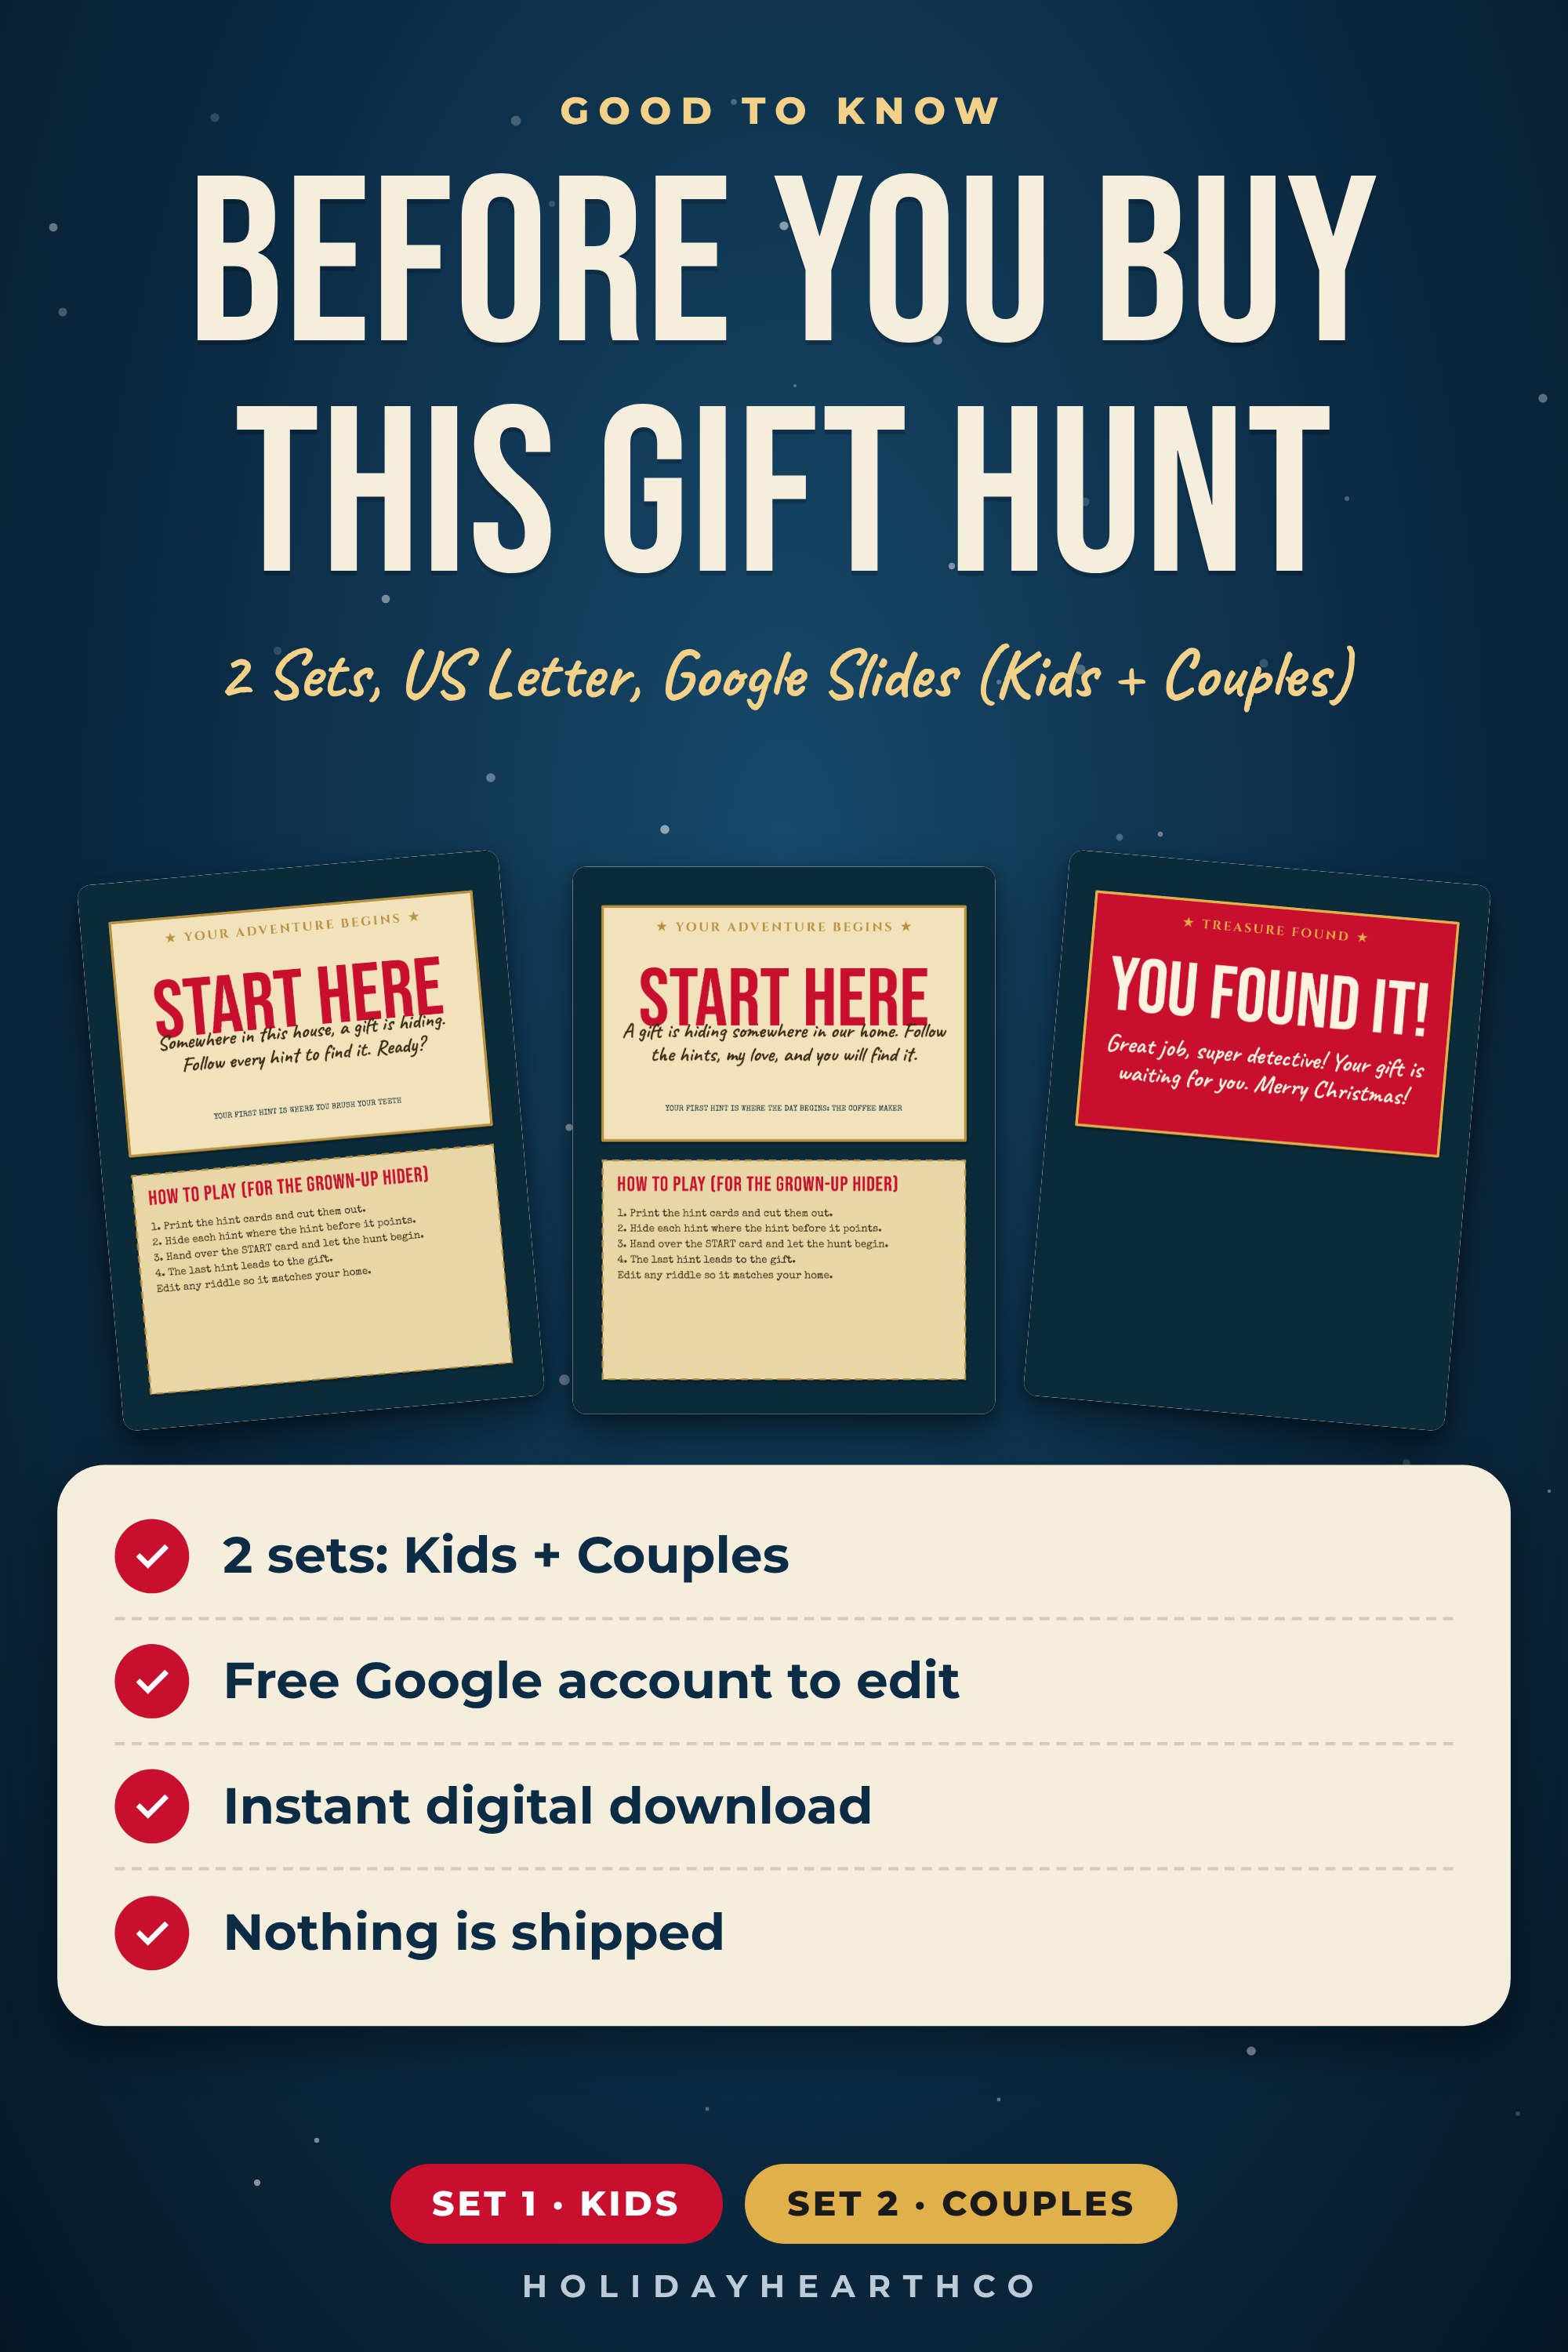 GOOD TO KNOW
BEFORE YOU BUY
THIS GIFT HUNT
2 Sets, US Letter, Google Slides (Kids + Couples)
★ YOUR ADVENTURE BEGINS ★
START HERE
Somewhere in this house, a gift is hiding.
Follow every hint to find it. Ready?
YOUR FIRST HINT IS WHERE YOU BRUSH YOUR TEETH
HOW TO PLAY (FOR THE GROWN-UP HIDER)
1. Print the hint cards and cut them out.
2. Hide each hint where the hint before it points.
3. Hand over the START card and let the hunt begin.
4. The last hint leads to the gift.
Edit any riddle so it matches your home.
★ YOUR ADVENTURE BEGINS ★
START HERE
A gift is hiding somewhere in our home. Follow
the hints, my love, and you will find it.
YOUR FIRST HINT IS WHERE THE DAY BEGINS: THE COFFEE MAKER
HOW TO PLAY (FOR THE GROWN-UP HIDER)
1. Print the hint cards and cut them out.
2. Hide each hint where the hint before it points.
3. Hand over the START card and let the hunt begin.
4. The last hint leads to the gift.
Edit any riddle so it matches your home.
★ TREASURE FOUND ★
YOU FOUND IT!
Great job, super detective! Your gift is
waiting for you. Merry Christmas!
2 sets: Kids + Couples
Free Google account to edit
Instant digital download
Nothing is shipped
SET 1 • KIDS
SET 2 • COUPLES
HOLIDAYHEARTHCO